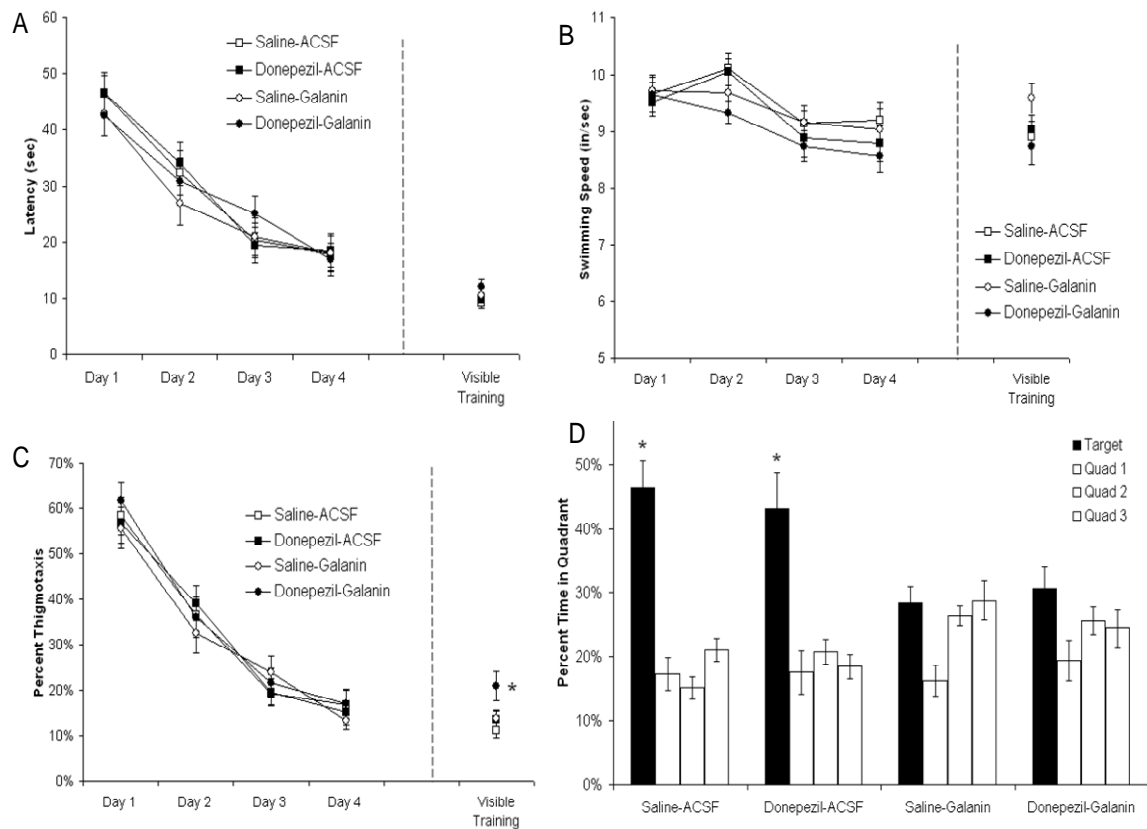 A
Latency (sec)
60
50
40
30
20
10
0
Saline-ACSF
Donepezil-ACSF
Saline-Galanin
Donepezil-Galanin
Day 1 Day 2 Day 3 Day 4 Visible
Training
B
Swimming Speed (in/sec)
11
10
9
8
7
6
5
Saline-ACSF
Donepezil-ACSF
Saline-Galanin
Donepezil-Galanin
Day 1 Day 2 Day 3 Day 4 Visible
Training
C
Percent Thigmotaxis
70%
60%
50%
40%
30%
20%
10%
0%
Saline-ACSF
Donepezil-ACSF
Saline-Galanin
Donepezil-Galanin
*
Day 1 Day 2 Day 3 Day 4 Visible
Training
D
Percent Time in Quadrant
50%
40%
30%
20%
10%
0%
* *
Target
Quad 1
Quad 2
Quad 3
Saline-ACSF Donepezil-ACSF Saline-Galanin Donepezil-Galanin